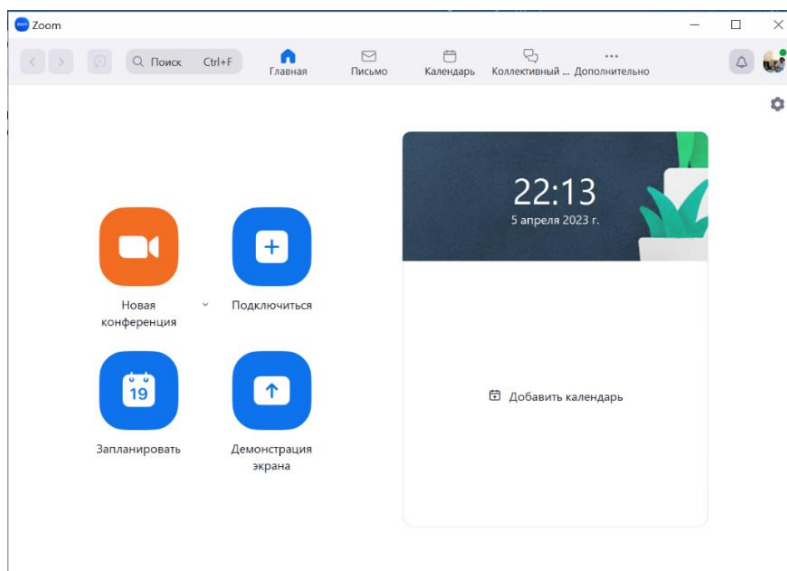 Zoom
Поиск Ctrl+F
Главная
Письмо
Календарь
Коллективный ...
Дополнительно
22:13
5 апреля 2023 г.
Новая
конференция
Подключиться
19
Запланировать
Демонстрация
экрана
Добавить календарь